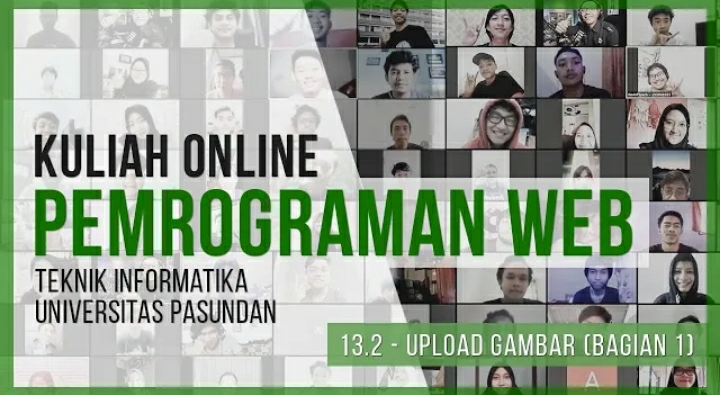 KULIAH ONLINE
PEMROGRAMAN WEB
TEKNIK INFORMATIKA
UNIVERSITAS PASUNDAN
13.2 - UPLOAD GAMBAR (BAGIAN 1)
A